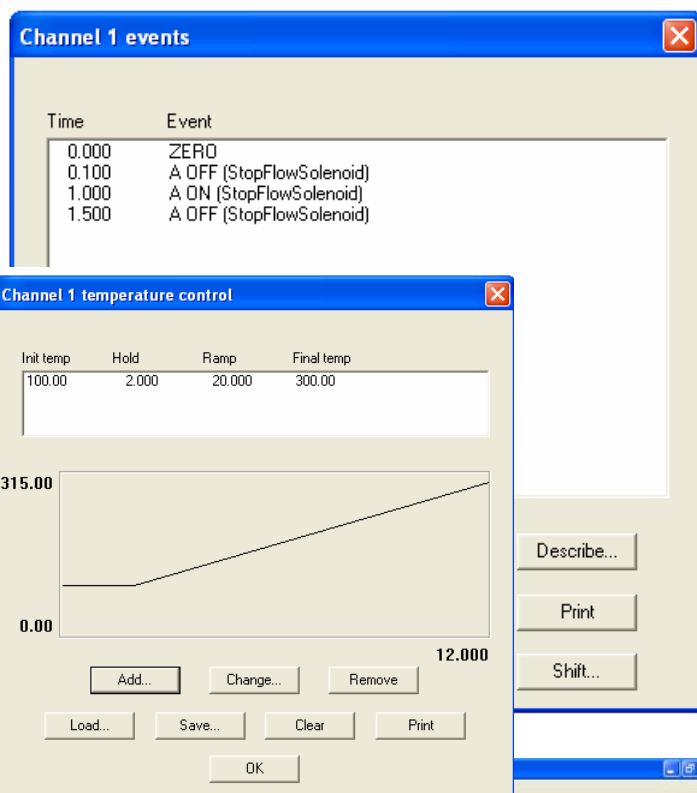 Channel 1 events
Time Event
0.000 ZERO
0.100 A OFF (StopFlowSolenoid)
1.000 A ON (StopFlowSolenoid)
1.500 A OFF (StopFlowSolenoid)
Describe...
Print
Shift...
Channel 1 temperature control
Init temp Hold Ramp Final temp
100.00 2.000 20.000 300.00
315.00
0.00
12.000
Add... Change... Remove
Load... Save... Clear Print
OK